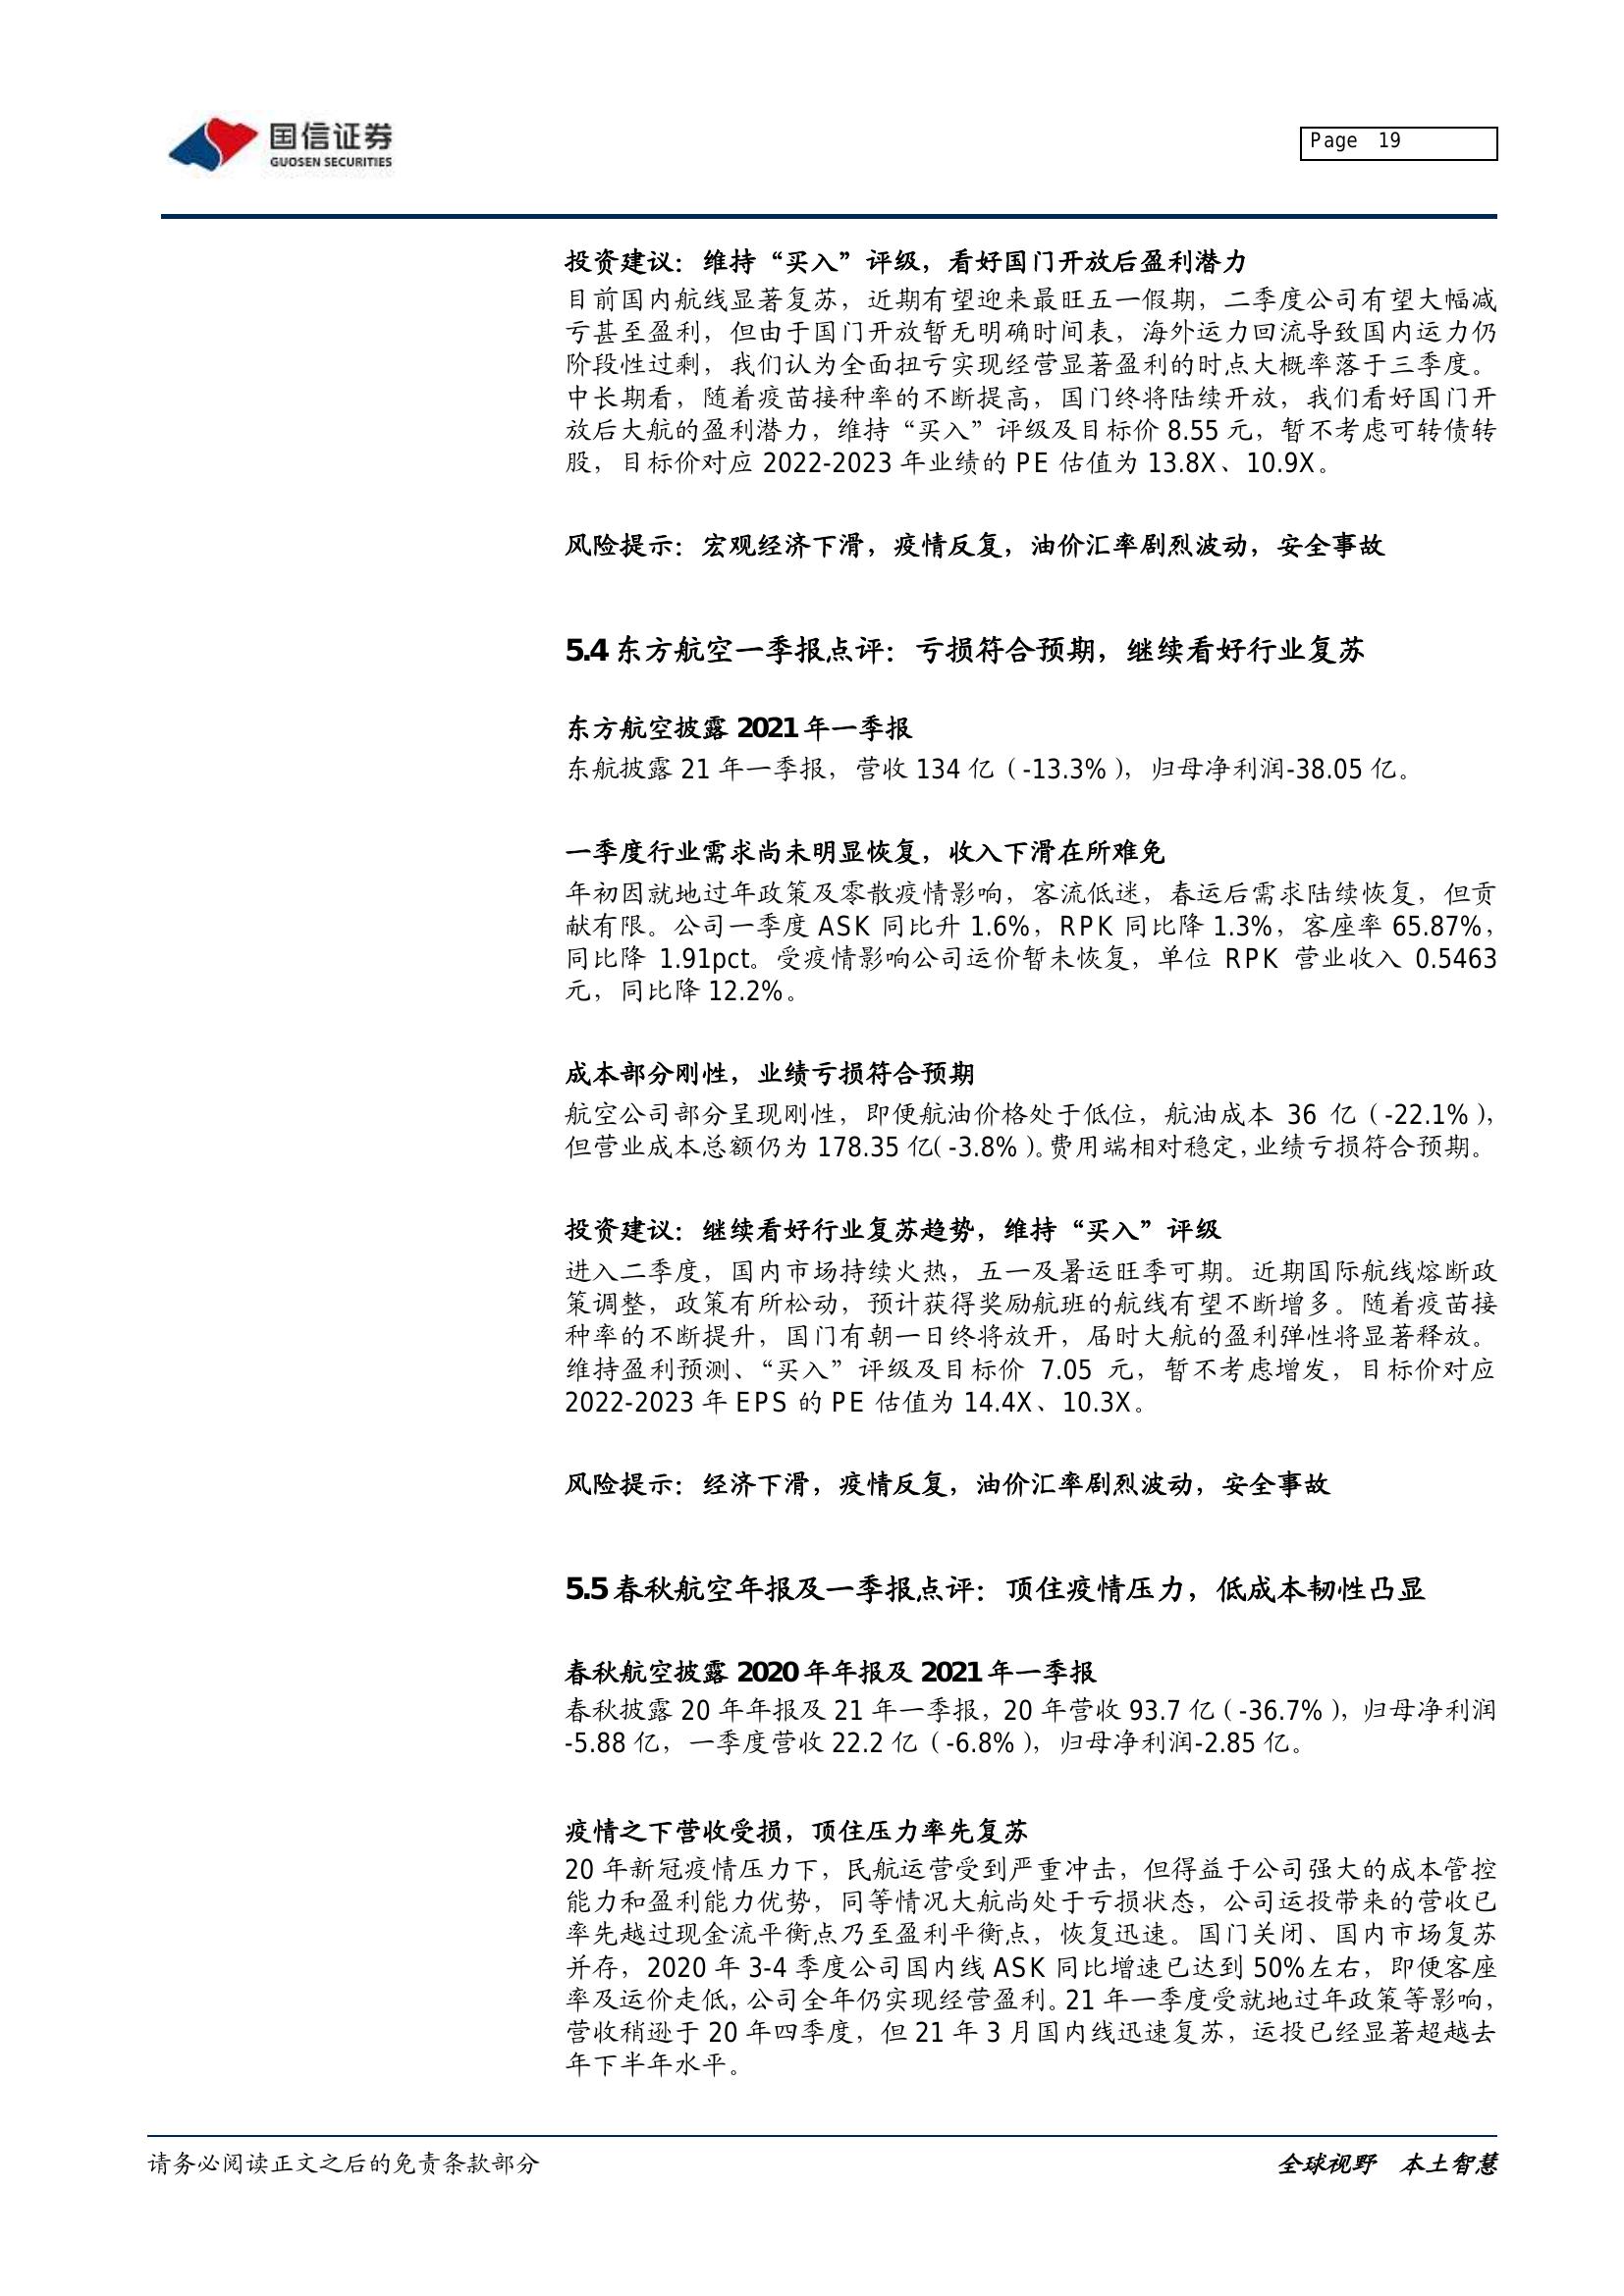 国信证券
GUOSEN SECURITIES
Page 19
投资建议：维持“买入”评级，看好国门开放后盈利潜力
目前国内航线显著复苏，近期有望迎来最旺五一假期，二季度公司有望大幅减
亏甚至盈利，但由于国门开放暂无明确时间表，海外运力回流导致国内运力仍
阶段性过剩，我们认为全面扭亏实现经营显著盈利的时点大概率落于三季度。
中长期看，随着疫苗接种率的不断提高，国门终将陆续开放，我们看好国门开
放后大航的盈利潜力，维持“买入”评级及目标价 8.55 元，暂不考虑可转债转
股，目标价对应 2022-2023 年业绩的 PE 估值为 13.8X、10.9X。
风险提示：宏观经济下滑，疫情反复，油价汇率剧烈波动，安全事故
5.4 东方航空一季报点评：亏损符合预期，继续看好行业复苏
东方航空披露 2021 年一季报
东航披露 21 年一季报，营收 134 亿（-13.3%），归母净利润-38.05 亿。
一季度行业需求尚未明显恢复，收入下滑在所难免
年初因就地过年政策及零散疫情影响，客流低迷，春运后需求陆续恢复，但贡
献有限。公司一季度 ASK 同比升 1.6%，RPK 同比降 1.3%，客座率 65.87%，
同比降 1.91pct。受疫情影响公司运价暂未恢复，单位 RPK 营业收入 0.5463
元，同比降 12.2%。
成本部分刚性，业绩亏损符合预期
航空公司部分呈现刚性，即便航油价格处于低位，航油成本 36 亿（-22.1%），
但营业成本总额仍为 178.35 亿（-3.8%）。费用端相对稳定，业绩亏损符合预期。
投资建议：继续看好行业复苏趋势，维持“买入”评级
进入二季度，国内市场持续火热，五一及暑运旺季可期。近期国际航线熔断政
策调整，政策有所松动，预计获得奖励航班的航线有望不断增多。随着疫苗接
种率的不断提升，国门有朝一日终将放开，届时大航的盈利弹性将显著释放。
维持盈利预测、“买入”评级及目标价 7.05 元，暂不考虑增发，目标价对应
2022-2023 年 EPS 的 PE 估值为 14.4X、10.3X。
风险提示：经济下滑，疫情反复，油价汇率剧烈波动，安全事故
5.5 春秋航空年报及一季报点评：顶住疫情压力，低成本韧性凸显
春秋航空披露 2020 年年报及 2021 年一季报
春秋披露 20 年年报及 21 年一季报，20 年营收 93.7 亿（-36.7%），归母净利润
-5.88 亿，一季度营收 22.2 亿（-6.8%），归母净利润-2.85 亿。
疫情之下营收受损，顶住压力率先复苏
20 年新冠疫情压力下，民航运营受到严重冲击，但得益于公司强大的成本管控
能力和盈利能力优势，同等情况大航尚处于亏损状态，公司运投带来的营收已
率先越过现金流平衡点乃至盈利平衡点，恢复迅速。国门关闭、国内市场复苏
并存，2020 年 3-4 季度公司国内线 ASK 同比增速已达到 50%左右，即便客座
率及运价走低，公司全年仍实现经营盈利。21 年一季度受就地过年政策等影响，
营收稍逊于 20 年四季度，但 21 年 3 月国内线迅速复苏，运投已经显著超越去
年下半年水平。
请务必阅读正文之后的免责条款部分
全球视野 本土智慧